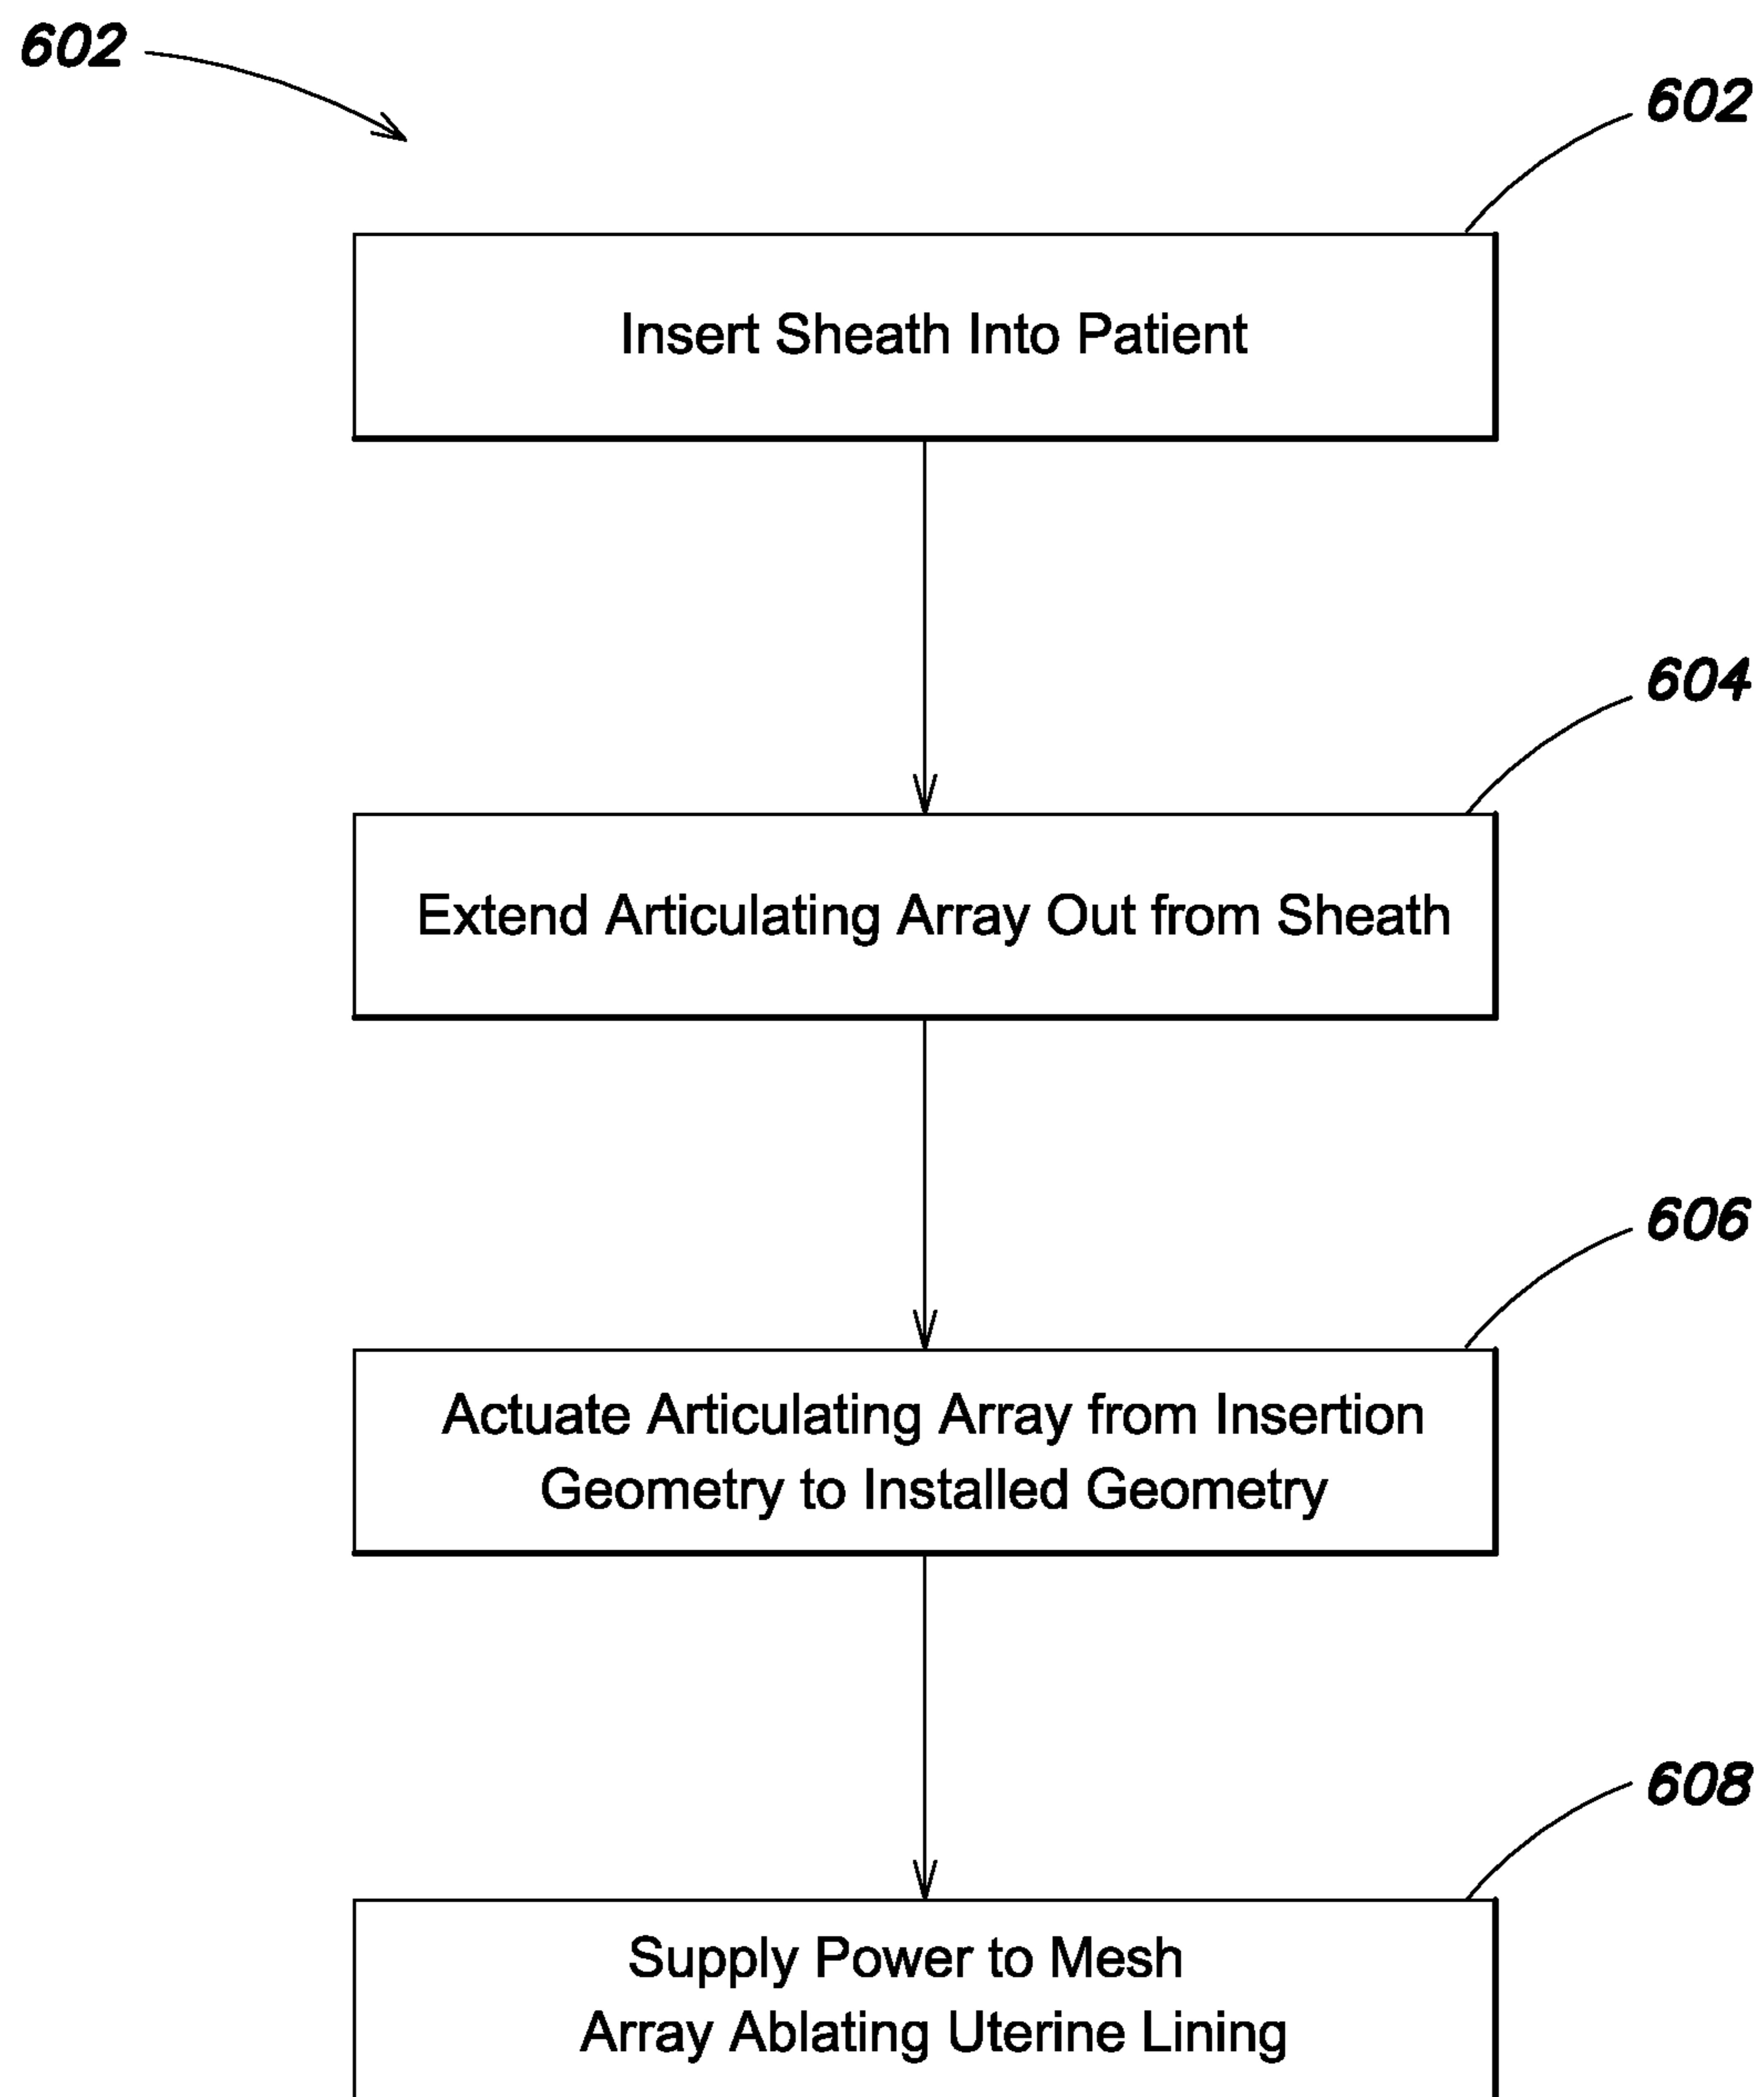 602
602
Insert Sheath Into Patient
604
Extend Articulating Array Out from Sheath
606
Actuate Articulating Array from Insertion
Geometry to Installed Geometry
608
Supply Power to Mesh
Array Ablating Uterine Lining